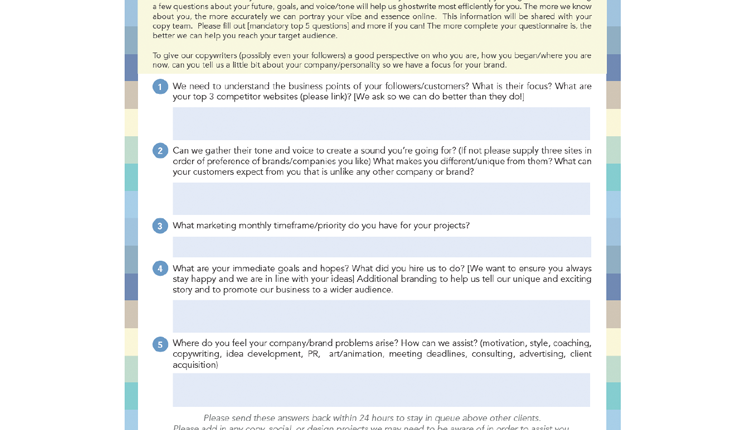 a few questions about your future, goals, and voice/tone will help us ghostwrite most efficiently for you. The more we know
about you, the more accurately we can portray your vibe and essence online. This information will be shared with your
copy team. Please fill out [mandatory top 5 questions] and more if you can! The more complete your questionnaire is, the
better we can help you reach your target audience.
To give our copywriters (possibly even your followers) a good perspective on who you are, how you began/where you are
now, can you tell us a little bit about your company/personality so we have a focus for your brand.
1 We need to understand the business points of your followers/customers? What is their focus? What are
your top 3 competitor websites (please link)? [We ask so we can do better than they do!]
2 Can we gather their tone and voice to create a sound you're going for? (If not please supply three sites in
order of preference of brands/companies you like) What makes you different/unique from them? What can
your customers expect from you that is unlike any other company or brand?
3 What marketing monthly timeframe/priority do you have for your projects?
4 What are your immediate goals and hopes? What did you hire us to do? [We want to ensure you always
stay happy and we are in line with your ideas] Additional branding to help us tell our unique and exciting
story and to promote our business to a wider audience.
5 Where do you feel your company/brand problems arise? How can we assist? (motivation, style, coaching,
copywriting, idea development, PR, art/animation, meeting deadlines, consulting, advertising, client
acquisition)
Please send these answers back within 24 hours to stay in queue above other clients.
Please add in any copy, social, or design projects we may need to be aware of in order to assist you